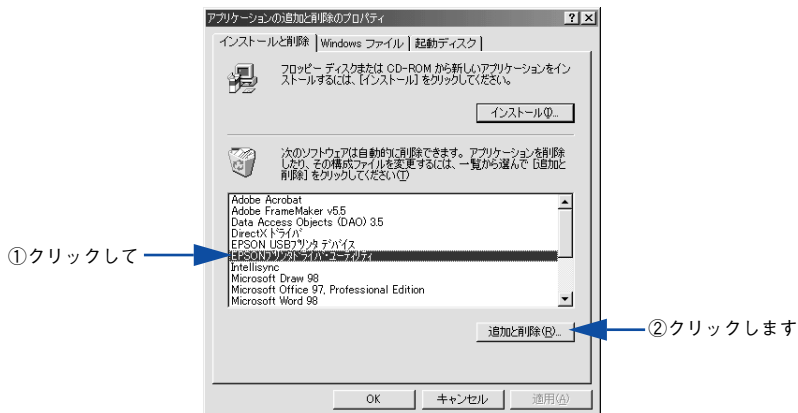 アプリケーションの追加と削除のプロパティ
インストールと削除 Windows ファイル 起動ディスク
フロッピー ディスクまたは CD-ROM から新しいアプリケーションをイン
ストールするには、[インストール] をクリックしてください。
インストール(I)...
次のソフトウェアは自動的に削除できます。アプリケーションを削除
したり、その構成ファイルを変更するには、一覧から選んで [追加と
削除] をクリックしてください(T)
Adobe Acrobat
Adobe FrameMaker v5.5
Data Access Objects (DAO) 3.5
DirectX ドライバ
EPSON USBプリンタ デバイス
①クリックして
EPSONプリンタドライバ・ユーティリティ
Intellisync
Microsoft Draw 98
Microsoft Office 97, Professional Edition
Microsoft Word 98
追加と削除(R)...
②クリックします
OK キャンセル 適用(A)